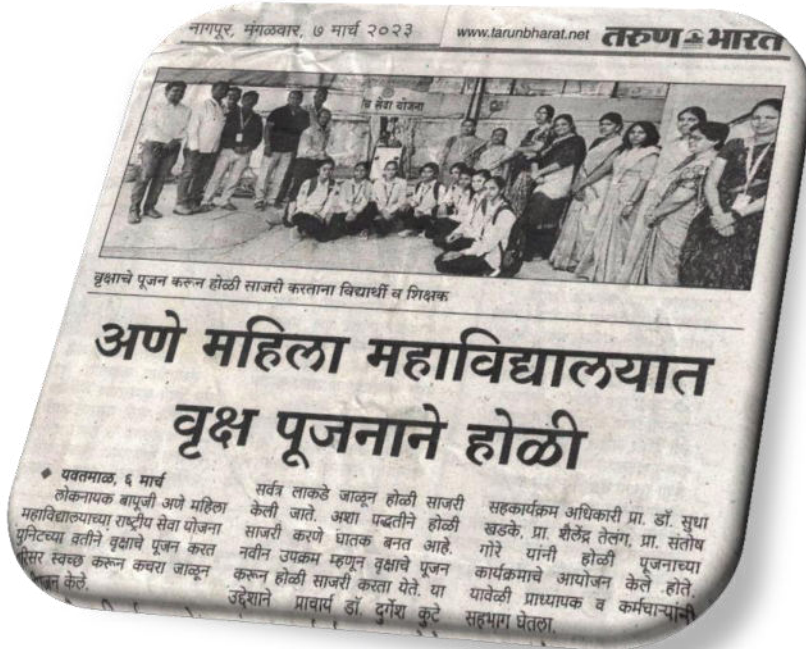 नागपूर, मंगळवार, ७ मार्च २०२३ www.tarunbharat.net तरुण भारत
सेवा योजना
वृक्षाचे पूजन करून होळी साजरी करताना विद्यार्थी व शिक्षक
अणे महिला महाविद्यालयात
वृक्ष पूजनाने होळी
यवतमाळ, ६ मार्च
लोकनायक बापूजी अणे महिला
महाविद्यालयाच्या राष्ट्रीय सेवा योजना
युनिटच्या वतीने वृक्षाचे पूजन करत
स्वच्छ करून कचरा जाळून
केले.
सर्वत्र लाकडे जाळून होळी साजरी
केली जाते. अशा पद्धतीने होळी
साजरी करणे घातक बनत आहे.
नवीन उपक्रम म्हणून वृक्षाचे पूजन
करून होळी साजरी करता येते. या
उद्देशाने प्राचार्य डॉ. दुर्गेश कुटे
सहकार्यक्रम अधिकारी प्रा. डॉ. सुधा
खडके, प्रा. शैलेंद्र तेलंग, प्रा. संतोष
गोरे यांनी होळी पूजनाच्या
कार्यक्रमाचे आयोजन केले होते.
यावेळी प्राध्यापक व कर्मचाऱ्यांनी
सहभाग घेतला.